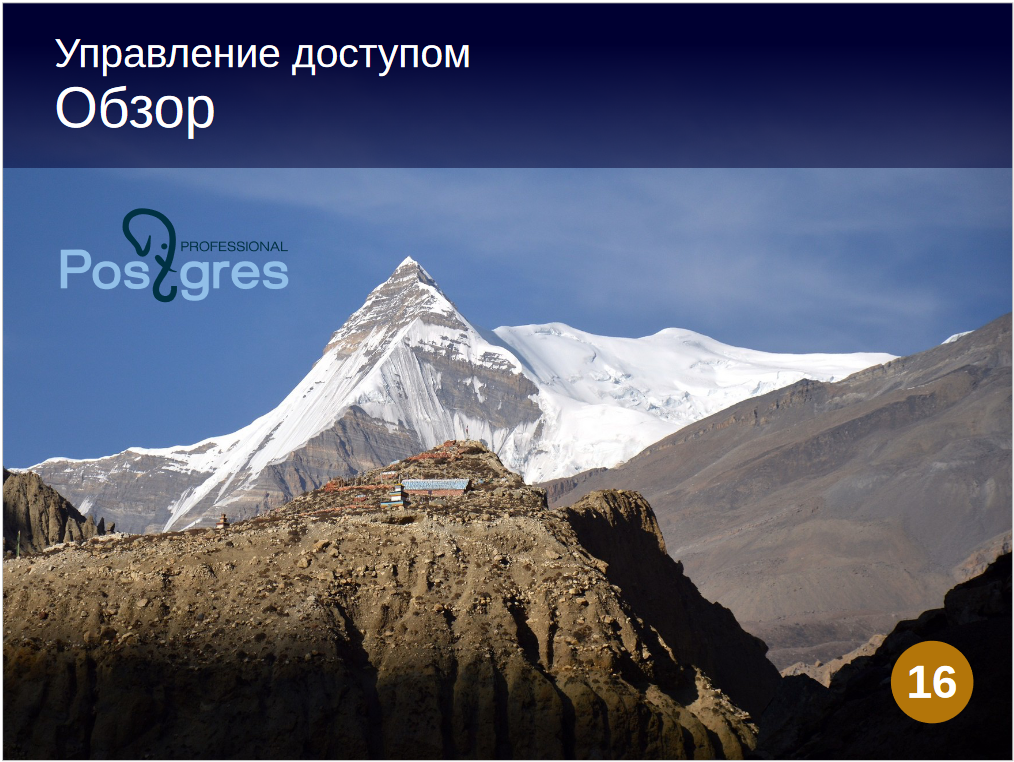 Управление доступом
Обзор
PROFESSIONAL
Postgres
16